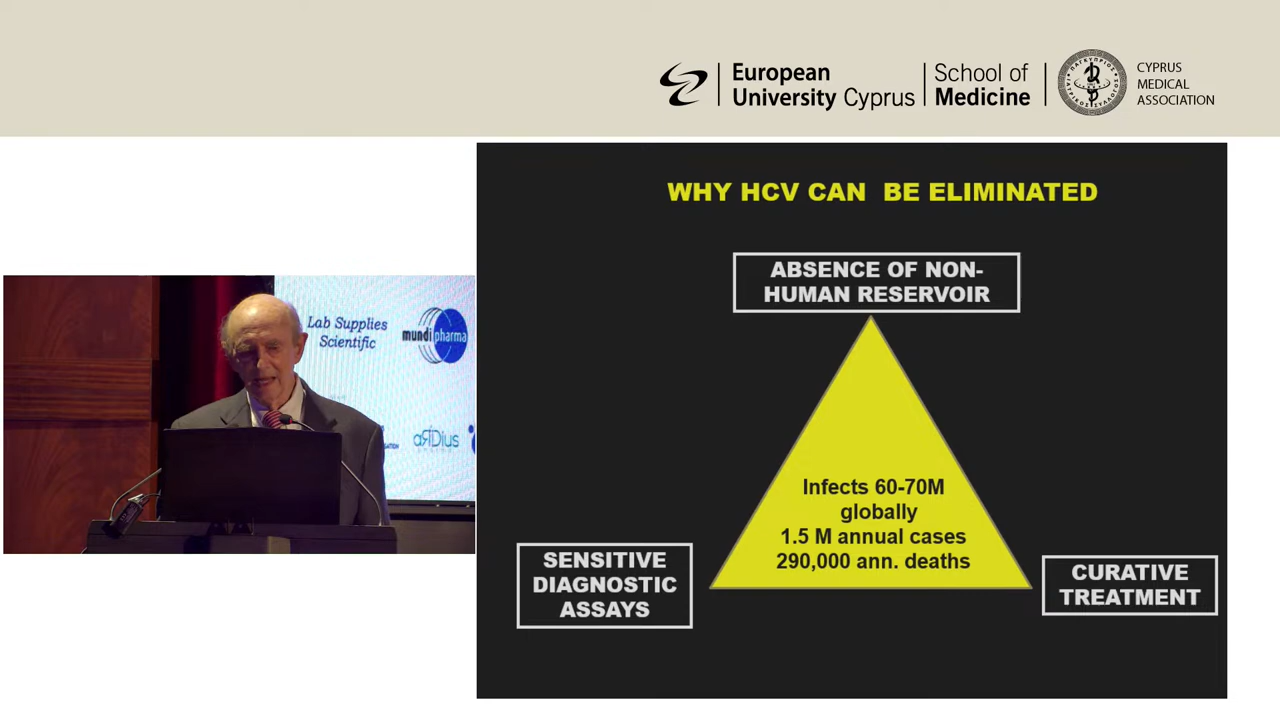 European
University Cyprus
School of
Medicine
CYPRUS
MEDICAL
ASSOCIATION
WHY HCV CAN  BE ELIMINATED
ABSENCE OF NON-
HUMAN RESERVOIR
Lab Supplies
Scientific
mundipharma
Infects 60-70M
globally
1.5 M annual cases
290,000 ann. deaths
SENSITIVE
DIAGNOSTIC
ASSAYS
CURATIVE
TREATMENT